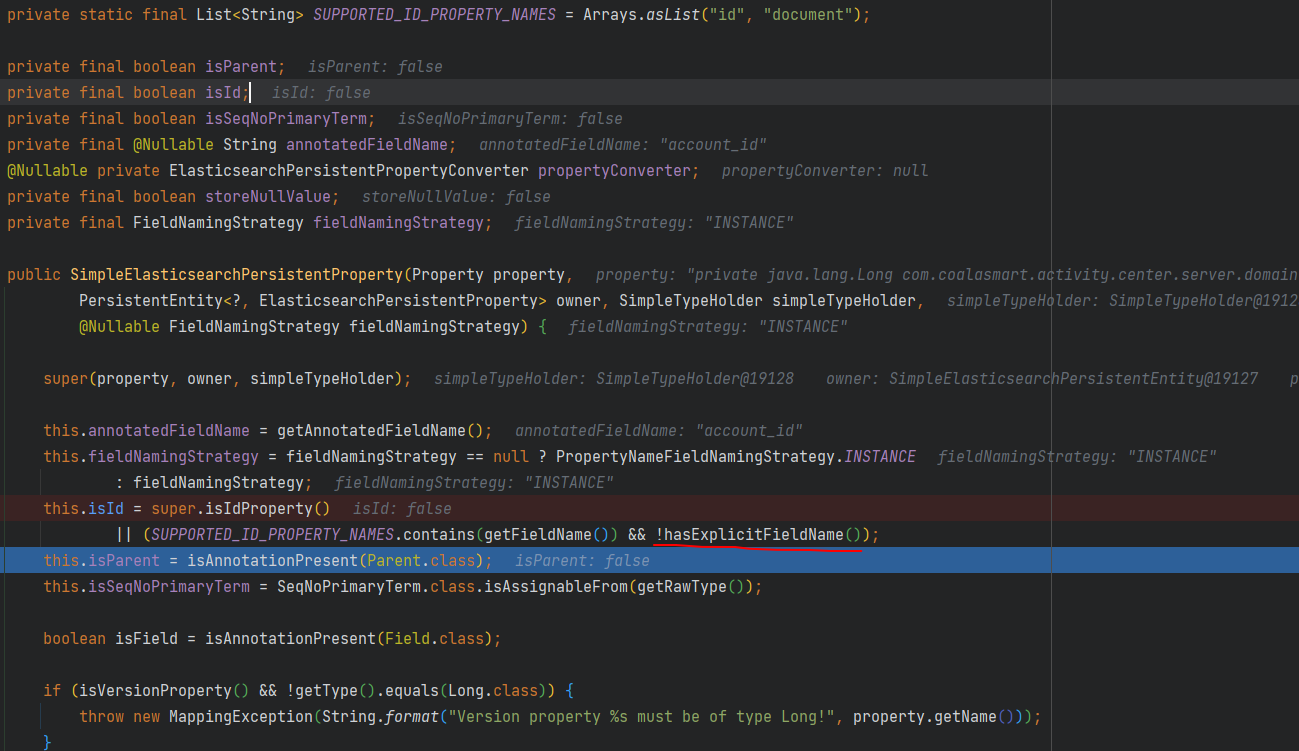 private static final List<String> SUPPORTED_ID_PROPERTY_NAMES = Arrays.asList("id", "document");
private final boolean isParent; isParent: false
private final boolean isId; isId: false
private final boolean isSeqNoPrimaryTerm; isSeqNoPrimaryTerm: false
private final @Nullable String annotatedFieldName; annotatedFieldName: "account_id"
@Nullable private ElasticsearchPersistentPropertyConverter propertyConverter; propertyConverter: null
private final boolean storeNullValue; storeNullValue: false
private final FieldNamingStrategy fieldNamingStrategy; fieldNamingStrategy: "INSTANCE"
public SimpleElasticsearchPersistentProperty(Property property, property: "private java.lang.Long com.coalasmart.activity.center.server.domain
PersistentEntity<?, ElasticsearchPersistentProperty> owner, SimpleTypeHolder simpleTypeHolder, simpleTypeHolder: SimpleTypeHolder@1912
@Nullable FieldNamingStrategy fieldNamingStrategy) { fieldNamingStrategy: "INSTANCE"
super(property, owner, simpleTypeHolder); simpleTypeHolder: SimpleTypeHolder@19128 owner: SimpleElasticsearchPersistentEntity@19127 p
this.annotatedFieldName = getAnnotatedFieldName(); annotatedFieldName: "account_id"
this.fieldNamingStrategy = fieldNamingStrategy == null ? PropertyNameFieldNamingStrategy.INSTANCE fieldNamingStrategy: "INSTANCE"
: fieldNamingStrategy; fieldNamingStrategy: "INSTANCE"
this.isId = super.isIdProperty() isId: false
|| (SUPPORTED_ID_PROPERTY_NAMES.contains(getFieldName()) && !hasExplicitFieldName());
this.isParent = isAnnotationPresent(Parent.class); isParent: false
this.isSeqNoPrimaryTerm = SeqNoPrimaryTerm.class.isAssignableFrom(getRawType());
boolean isField = isAnnotationPresent(Field.class);
if (isVersionProperty() && !getType().equals(Long.class)) {
throw new MappingException(String.format("Version property %s must be of type Long!", property.getName()));
}